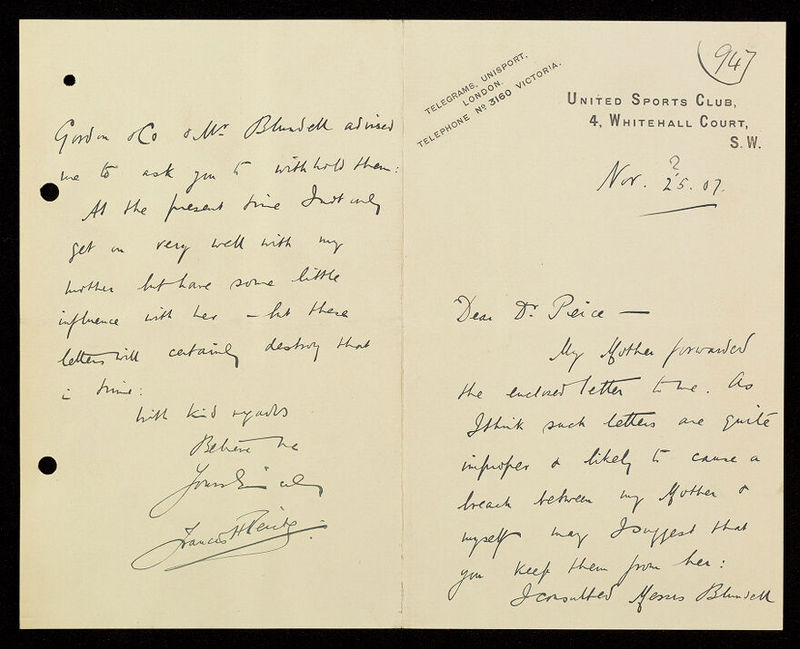 (947)
TELEGRAMS, UNISPORT,
LONDON.
TELEPHONE Nº 3160 VICTORIA.
UNITED SPORTS CLUB,
4, WHITEHALL COURT,
S.W.
Nov. 25. 07.
Dear Dr Pierce —
My Mother forwarded
the enclosed letter to me. As
I think such letters are quite
improper & likely to cause a
breach between my Mother &
myself may I suggest that
you keep them from her:
I consulted Messrs Blundell
Gordon & Co & Mr Blundell advised
me to ask you to withhold them:
At the present time I not only
get on very well with my
mother but have some little
influence with her – but these
letters will certainly destroy that
in time:
With kind regards
Believe me
Yours Sincerely
Francis H